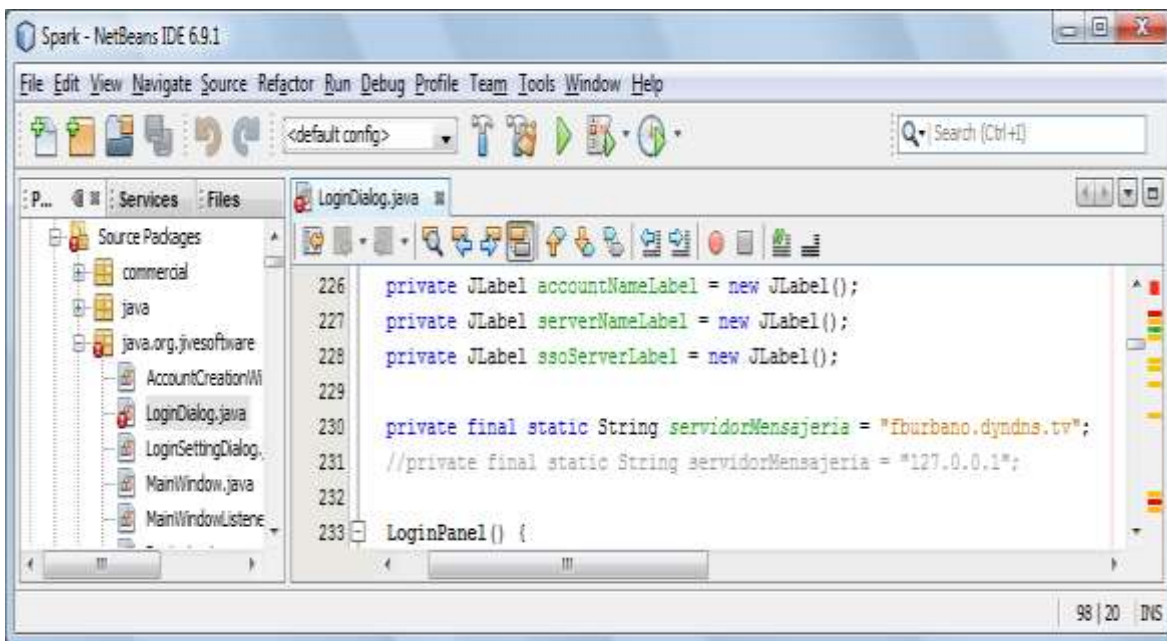 Spark - NetBeans IDE 6.9.1
File Edit View Navigate Source Refactor Run Debug Profile Team Tools Window Help
<default config>
Search (Ctrl+I)
P... Services Files
LoginDialog.java
Source Packages
commercial
java
java.org.jivesoftware
AccountCreationWi
LoginDialog.java
LoginSettingDialog.
MainWindow.java
MainWindowListene
226 private JLabel accountNameLabel = new JLabel();
227 private JLabel serverNameLabel = new JLabel();
228 private JLabel ssoServerLabel = new JLabel();
229
230 private final static String servidorMensajeria = "fburbano.dyndns.tv";
231 //private final static String servidorMensajeria = "127.0.0.1";
232
233 LoginPanel() {
98 | 20 INS